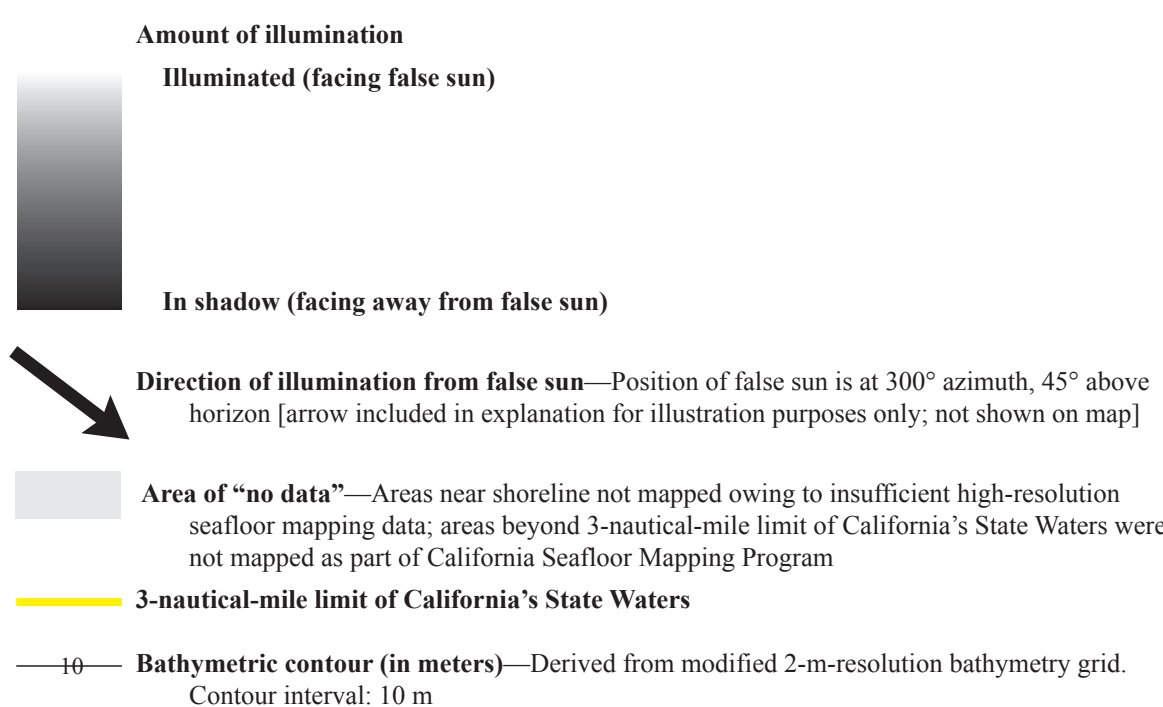 Amount of illumination
Illuminated (facing false sun)
In shadow (facing away from false sun)
Direction of illumination from false sun—Position of false sun is at 300° azimuth, 45° above
horizon [arrow included in explanation for illustration purposes only; not shown on map]
Area of “no data”—Areas near shoreline not mapped owing to insufficient high-resolution
seafloor mapping data; areas beyond 3-nautical-mile limit of California’s State Waters were
not mapped as part of California Seafloor Mapping Program
3-nautical-mile limit of California’s State Waters
10 Bathymetric contour (in meters)—Derived from modified 2-m-resolution bathymetry grid.
Contour interval: 10 m